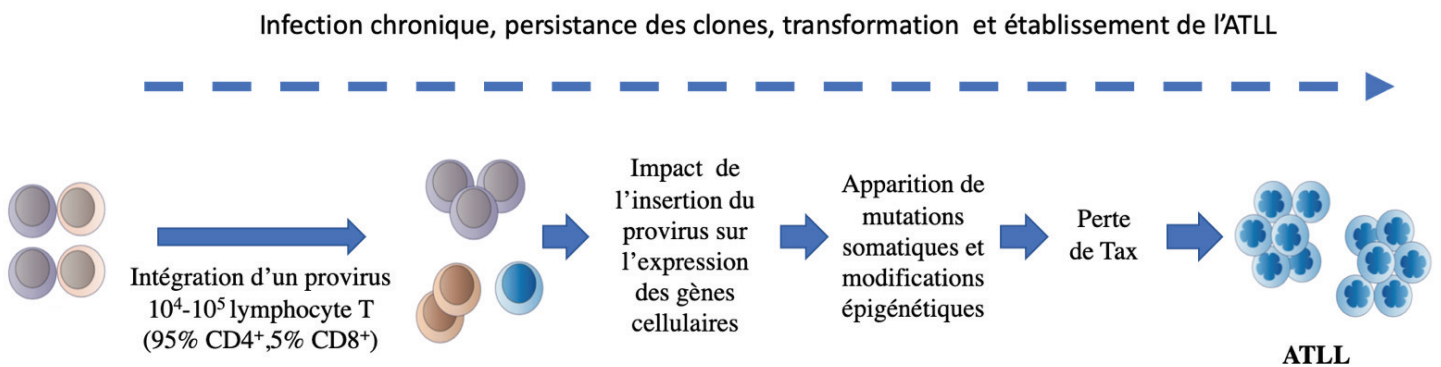 Infection chronique, persistance des clones, transformation et établissement de l’ATLL
Intégration d’un provirus
10⁴-10⁵ lymphocyte T
(95% CD4⁺,5% CD8⁺)
Impact de
l’insertion du
provirus sur
l’expression
des gènes
cellulaires
Apparition de
mutations
somatiques et
modifications
épigénétiques
Perte
de Tax
ATLL